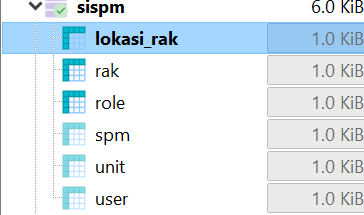 sispm 6.0 KiB
lokasi_rak 1.0 KiB
rak 1.0 KiB
role 1.0 KiB
spm 1.0 KiB
unit 1.0 KiB
user 1.0 KiB